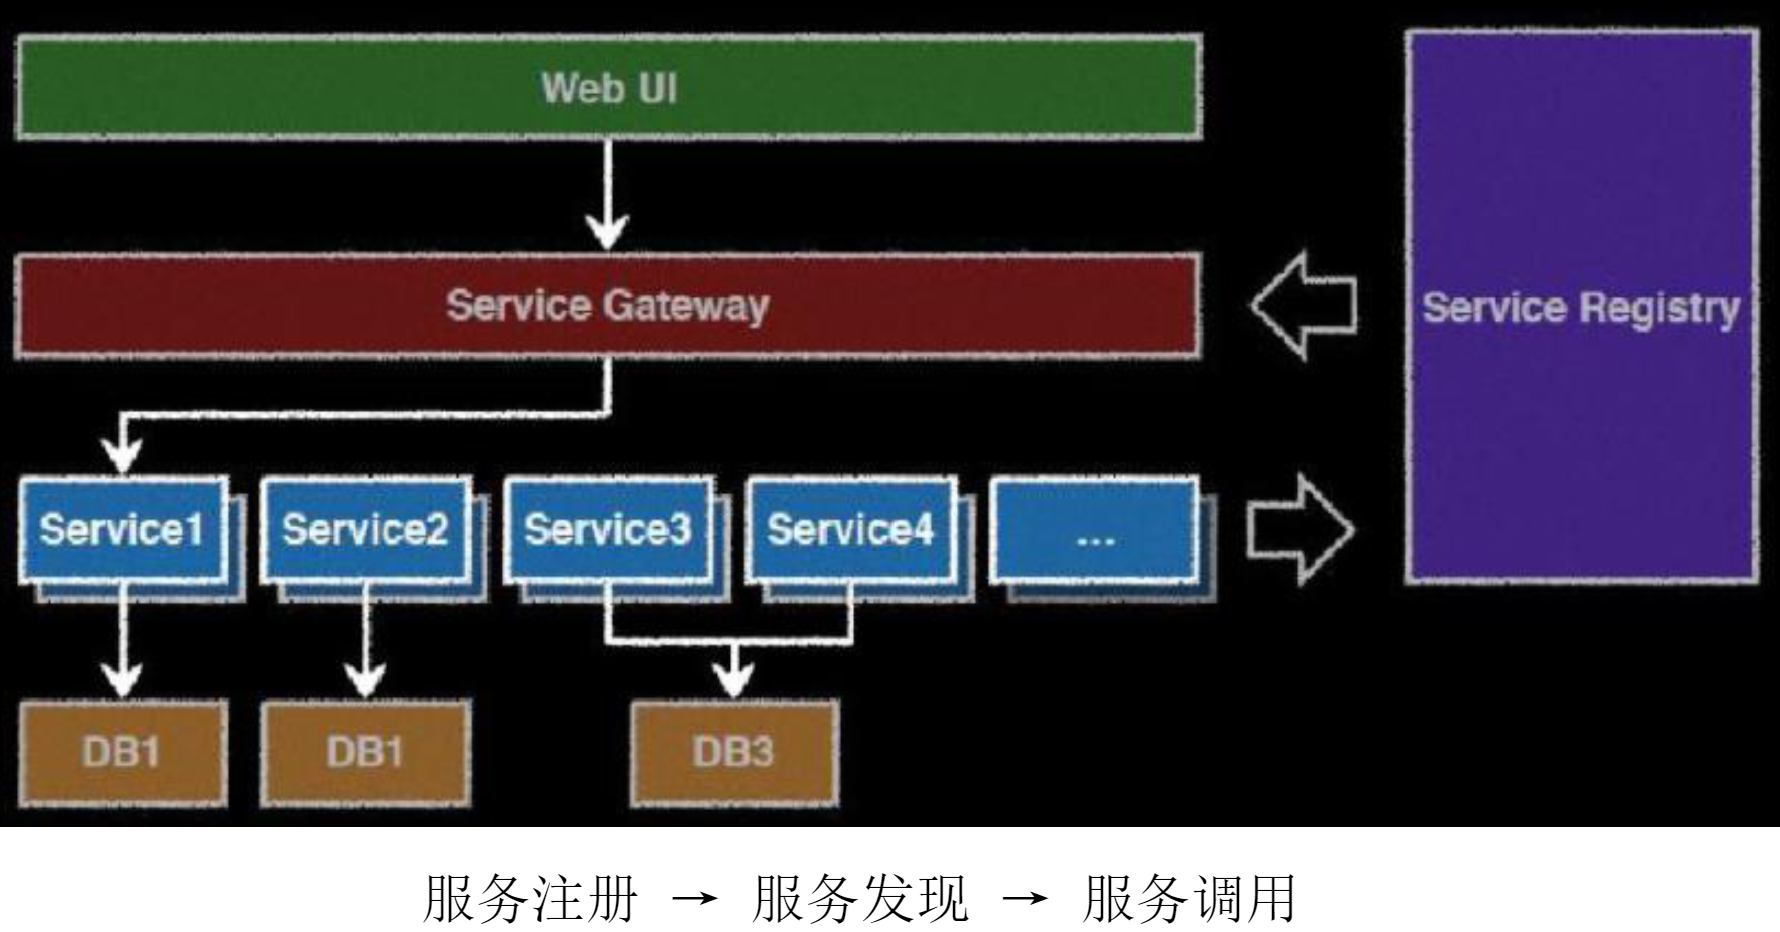 Web UI
Service Gateway
Service Registry
Service1 Service2 Service3 Service4 ...
DB1 DB1 DB3
服务注册 → 服务发现 → 服务调用